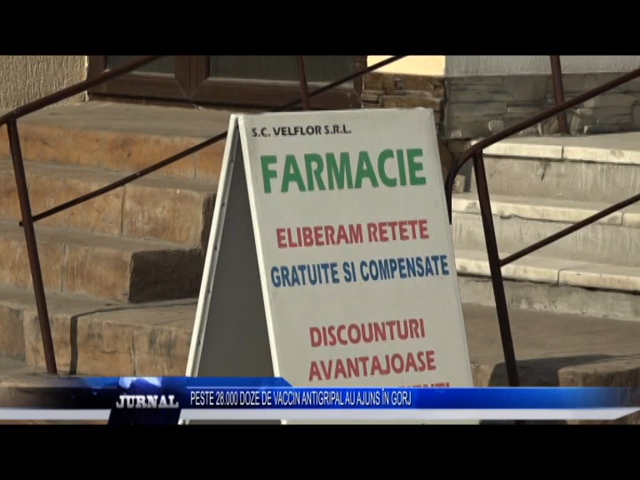 S.C. VELFLOR S.R.L.
FARMACIE
ELIBERAM RETETE
GRATUITE SI COMPENSATE
DISCOUNTURI
AVANTAJOASE
JURNAL
PESTE 28.000 DOZE DE VACCIN ANTIGRIPAL AU AJUNS ÎN GORJ